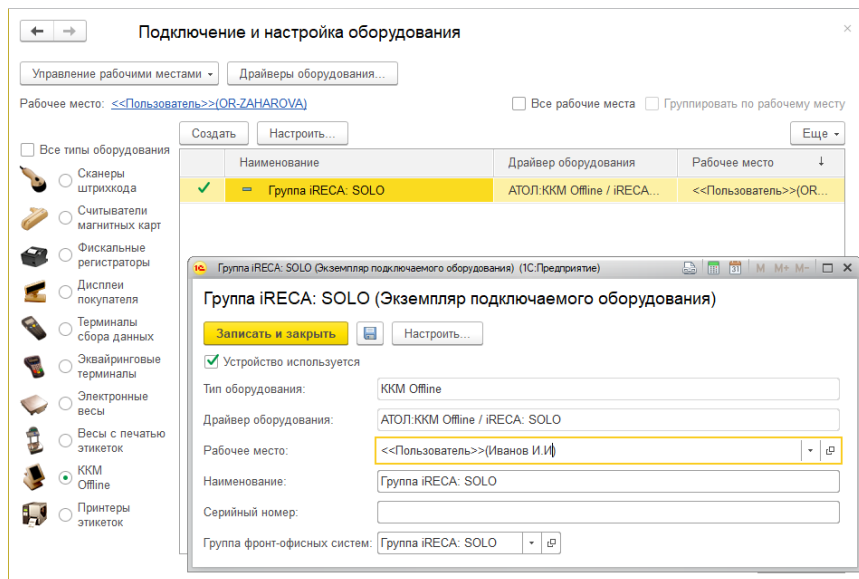 Подключение и настройка оборудования
Управление рабочими местами
Драйверы оборудования...
Рабочее место: <<Пользователь>>(OR-ZAHAROVA)
Все рабочие места
Группировать по рабочему месту
Создать
Настроить...
Еще
Все типы оборудования
Наименование
Драйвер оборудования
Рабочее место
Группа iRECA: SOLO
АТОЛ:ККМ Offline / iRECA...
<<Пользователь>>(OR...
Сканеры
штрихкода
Считыватели
магнитных карт
Фискальные
регистраторы
Дисплеи
покупателя
Терминалы
сбора данных
Эквайринговые
терминалы
Электронные
весы
Весы с печатью
этикеток
ККМ
Offline
Принтеры
этикеток
Группа iRECA: SOLO (Экземпляр подключаемого оборудования) (1С:Предприятие)
M M+ M-
31
Группа iRECA: SOLO (Экземпляр подключаемого оборудования)
Записать и закрыть
Настроить...
Устройство используется
Тип оборудования: ККМ Offline
Драйвер оборудования: АТОЛ:ККМ Offline / iRECA: SOLO
Рабочее место: <<Пользователь>>(Иванов И.И)
Наименование: Группа iRECA: SOLO
Серийный номер:
Группа фронт-офисных систем: Группа iRECA: SOLO